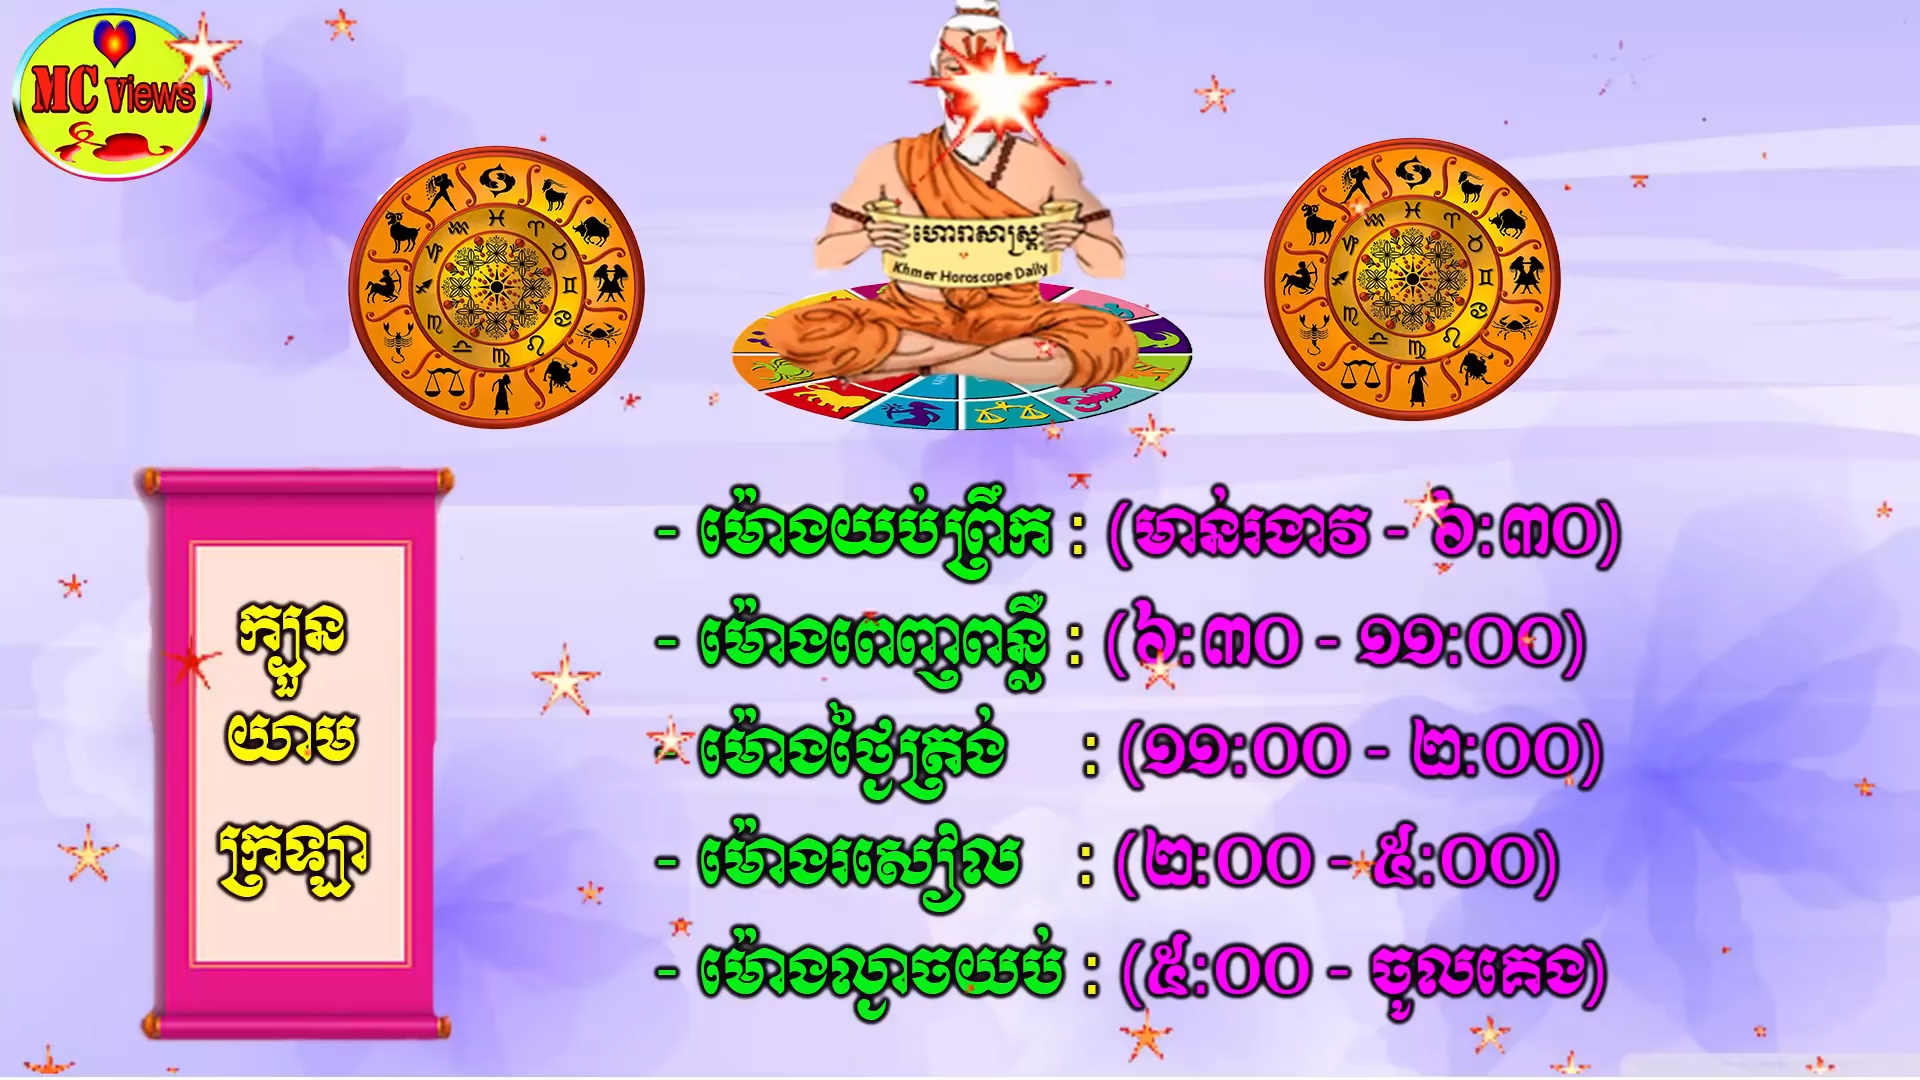 MC Views
ហោរាសាស្ត្រ
Khmer Horoscope Daily
ក្បួន
យាម
ក្រឡា
- ម៉ោងយប់ព្រឹក : (មាន់រងាវ - ៦:៣០)
- ម៉ោងពេញពន្លឺ : (៦:៣០ - ១១:០០)
- ម៉ោងថ្ងៃត្រង់ : (១១:០០ - ២:០០)
- ម៉ោងរសៀល : (២:០០ - ៥:០០)
- ម៉ោងល្ងាចយប់ : (៥:០០ - ចូលគេង)